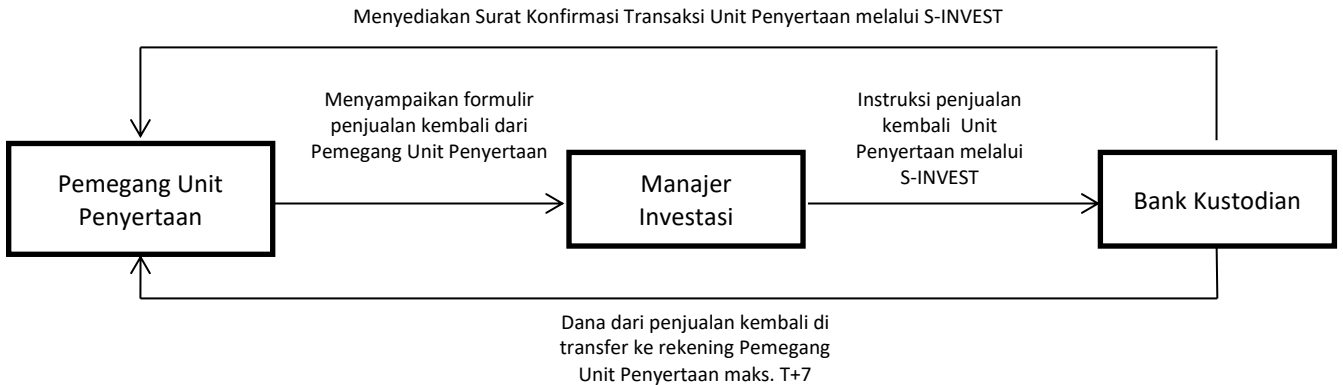 Menyediakan Surat Konfirmasi Transaksi Unit Penyertaan melalui S-INVEST
Menyampaikan formulir
penjualan kembali dari
Pemegang Unit Penyertaan
Instruksi penjualan
kembali Unit
Penyertaan melalui
S-INVEST
Pemegang Unit
Penyertaan
Manajer
Investasi
Bank Kustodian
Dana dari penjualan kembali di
transfer ke rekening Pemegang
Unit Penyertaan maks. T+7